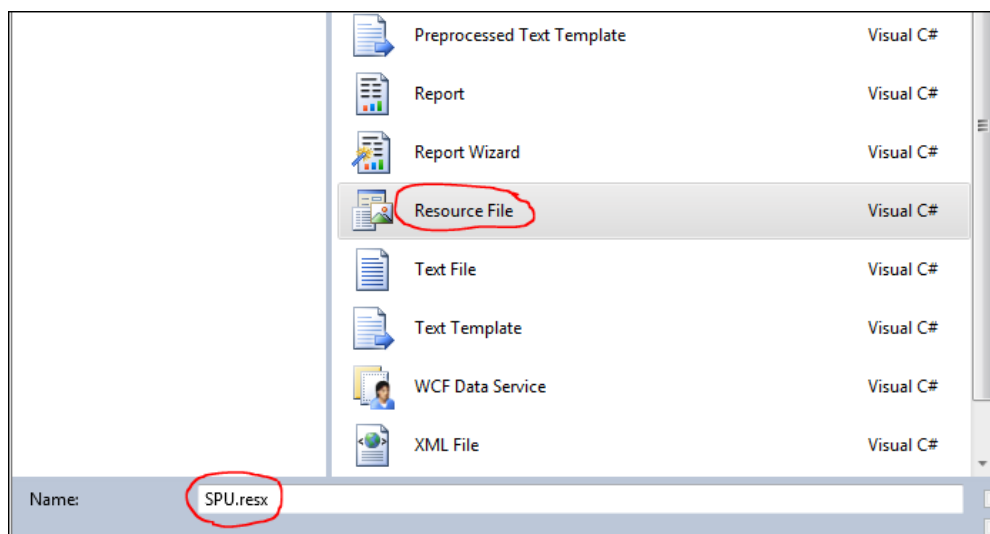 Preprocessed Text Template Visual C#
Report Visual C#
Report Wizard Visual C#
Resource File Visual C#
Text File Visual C#
Text Template Visual C#
WCF Data Service Visual C#
XML File Visual C#
Name: SPU.resx